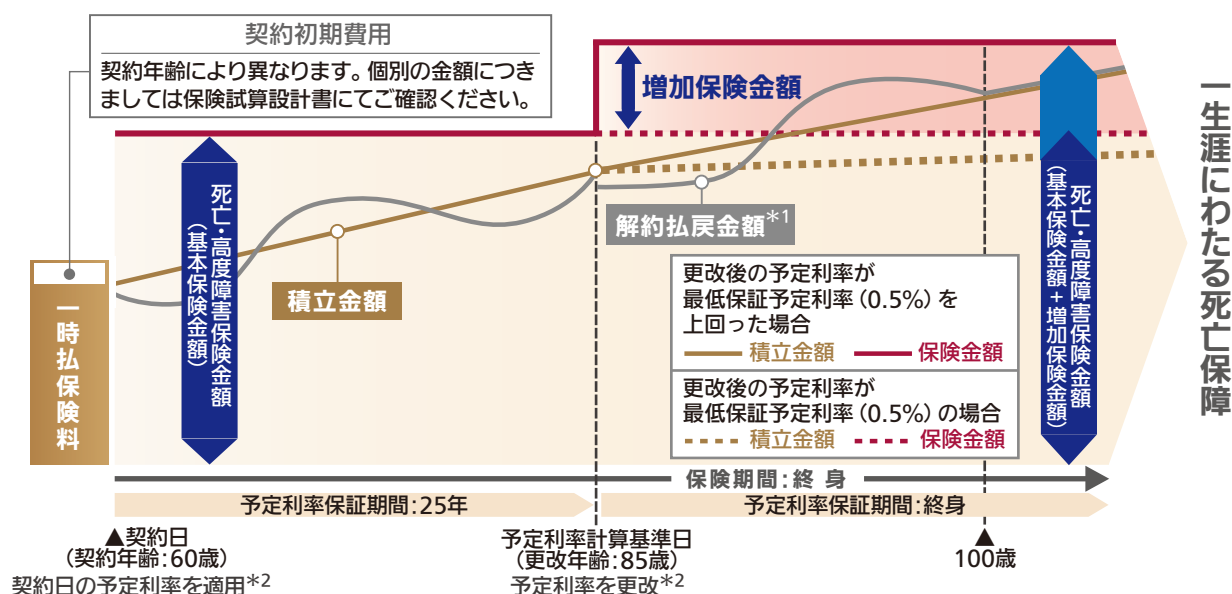 契約初期費用
契約年齢により異なります。個別の金額につき
ましては保険試算設計書にてご確認ください。
増加保険金額
一生涯にわたる死亡保障
一時払保険料
死亡・高度障害保険金額
(基本保険金額)
積立金額
解約払戻金額*1
更改後の予定利率が
最低保証予定利率(0.5%)を
上回った場合
積立金額 保険金額
更改後の予定利率が
最低保証予定利率(0.5%)の場合
積立金額 保険金額
死亡・高度障害保険金額
(基本保険金額+増加保険金額)
保険期間:終 身
予定利率保証期間:25年
予定利率保証期間:終身
▲契約日
(契約年齢:60歳)
契約日の予定利率を適用*2
予定利率計算基準日
(更改年齢:85歳)
予定利率を更改*2
▲
100歳